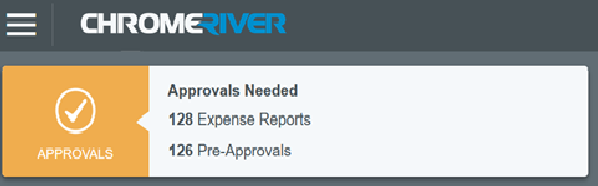 CHROMERIVER
Approvals Needed
128 Expense Reports
126 Pre-Approvals
APPROVALS